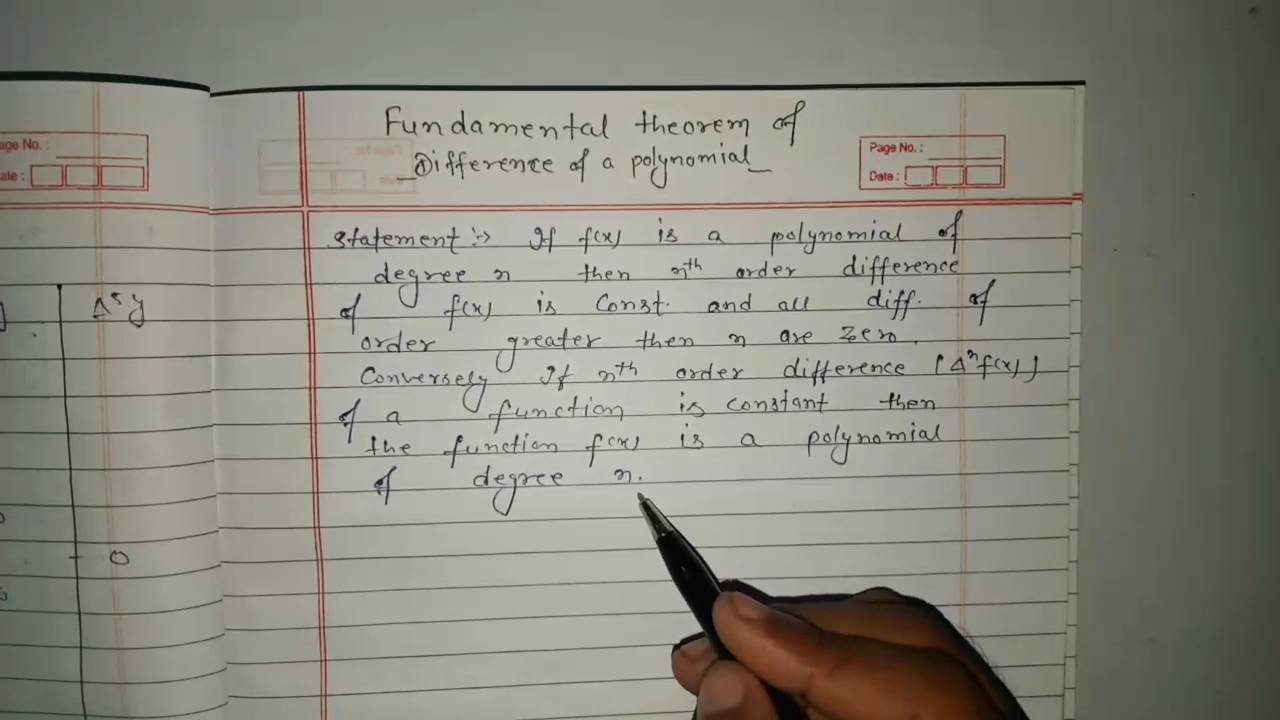 Fundamental theorem of
Difference of a polynomial
Page No. :
Date :
Statement :-> If f(x) is a polynomial of
degree n then nth order difference
of f(x) is Const. and all diff. of
order greater then n are zero.
Conversely If nth order difference [Δⁿf(x)]
of a function is constant then
the function f(x) is a polynomial
of degree n.
age No. :
ate :
Δ⁵y
0